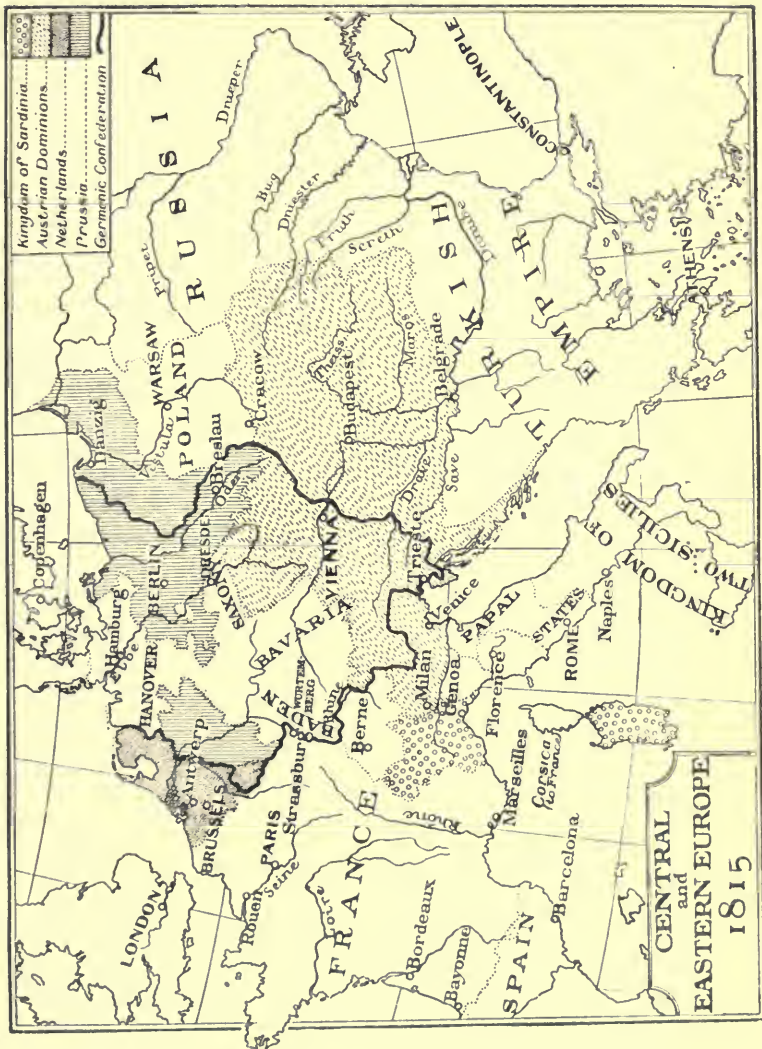 Kingdom of Sardinia
Austrian Dominions
Netherlands
Prussia
Germanic Confederation
LONDON
Copenhagen
Hamburg
Elbe
HANOVER
BERLIN
Danzig
Vistula
WARSAW
POLAND
RUSSIA
Pripet
Dnieper
Bug
Dniester
Pruth
Sereth
Antwerp
BRUSSELS
Rouen
Seine
PARIS
Strassburg
Rhine
BADEN
WURTEM
BERG
BAVARIA
SAXONY
DRESDEN
Oder
Breslau
Cracow
VIENNA
Budapest
Theiss
Maros
FRANCE
Loire
Rhone
Berne
Bordeaux
Bayonne
Marseilles
Milan
Genoa
Venice
Trieste
Drave
Save
Belgrade
Danube
TURKISH
EMPIRE
CONSTANTINOPLE
ATHENS
Florence
PAPAL
STATES
ROME
Naples
KINGDOM OF
TWO SICILIES
Corsica
to France
SPAIN
Barcelona
CENTRAL
and
EASTERN EUROPE
1815